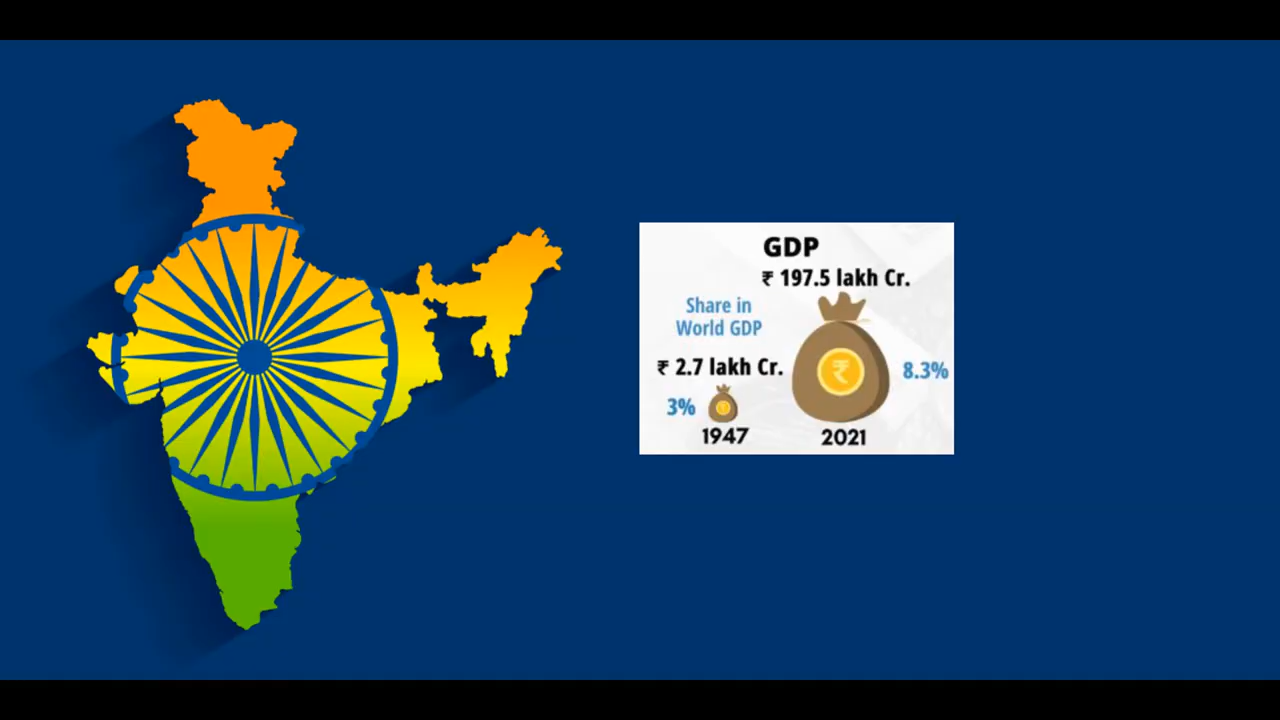 GDP
₹ 197.5 lakh Cr.
Share in
World GDP
₹ 2.7 lakh Cr.
8.3%
3%
1947
2021